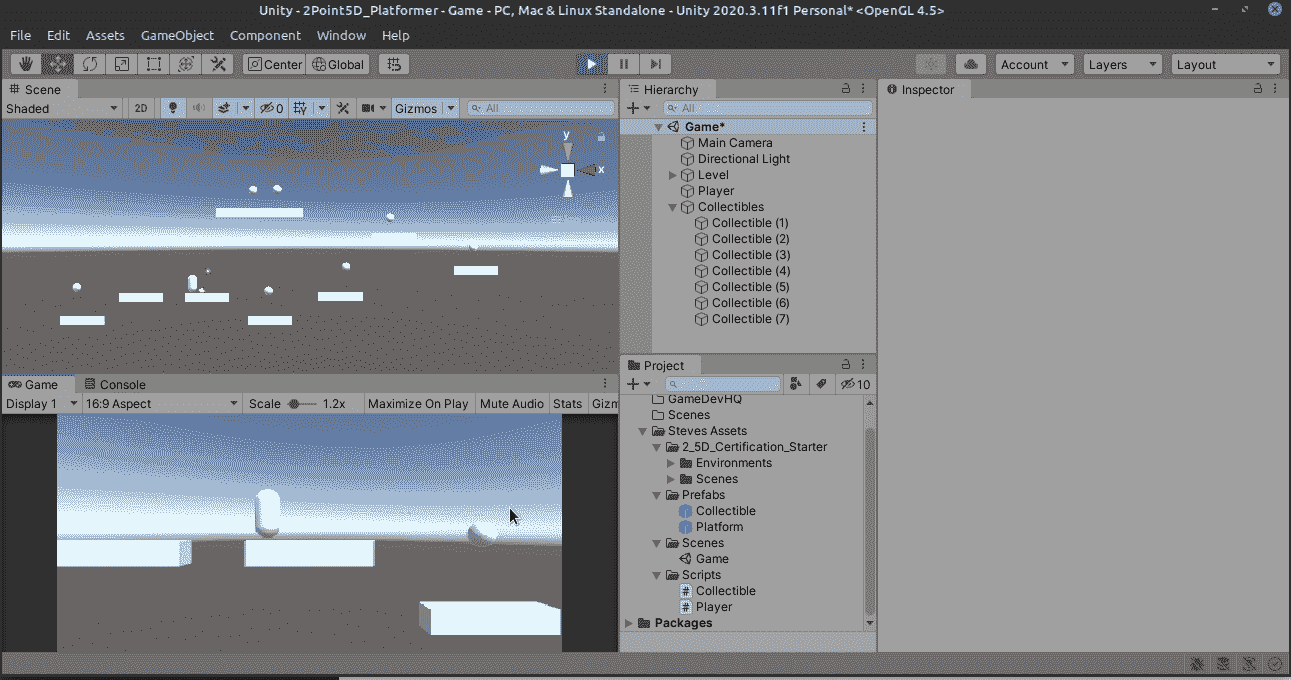 Unity - 2Point5D_Platformer - Game - PC, Mac & Linux Standalone - Unity 2020.3.11f1 Personal* <OpenGL 4.5>
File Edit Assets GameObject Component Window Help
Center Global Account Layers Layout
Scene
Shaded 2D 0 Gizmos All
y
x
Game Console
Display 1 16:9 Aspect Scale 1.2x Maximize On Play Mute Audio Stats Gizm
Hierarchy
All
Game*
Main Camera
Directional Light
Level
Player
Collectibles
Collectible (1)
Collectible (2)
Collectible (3)
Collectible (4)
Collectible (5)
Collectible (6)
Collectible (7)
Project
10
GameDevHQ
Scenes
Steves Assets
2_5D_Certification_Starter
Environments
Scenes
Prefabs
Collectible
Platform
Scenes
Game
Scripts
Collectible
Player
Packages
Inspector